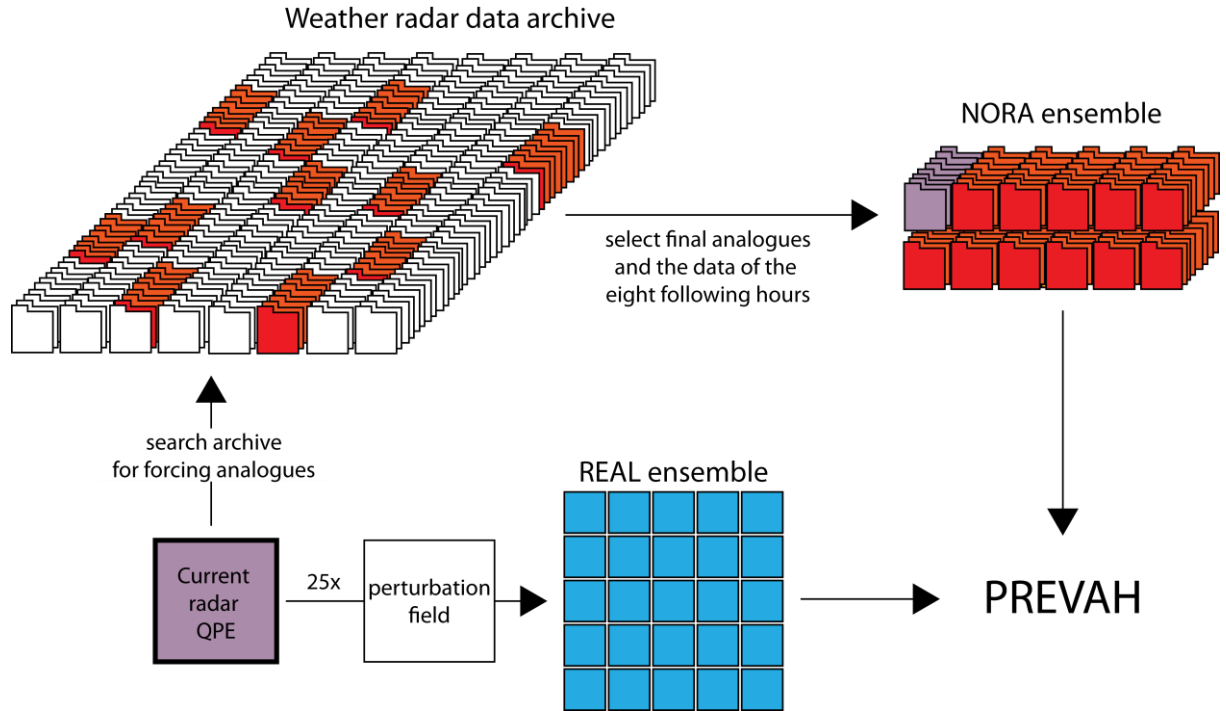 Weather radar data archive
NORA ensemble
select final analogues
and the data of the
eight following hours
search archive
for forcing analogues
REAL ensemble
Current
radar
QPE
25x
perturbation
field
PREVAH